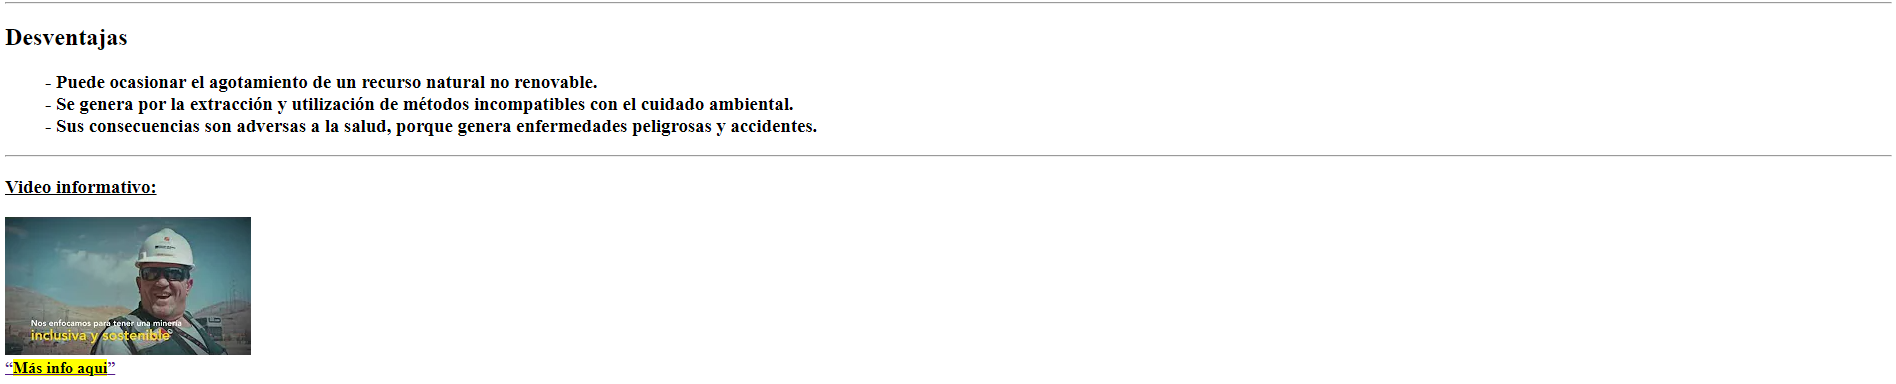 Desventajas
- Puede ocasionar el agotamiento de un recurso natural no renovable.
- Se genera por la extracción y utilización de métodos incompatibles con el cuidado ambiental.
- Sus consecuencias son adversas a la salud, porque genera enfermedades peligrosas y accidentes.
Video informativo:
Nos enfocamos para tener una minería
inclusiva y sostenible
“Más info aqui”